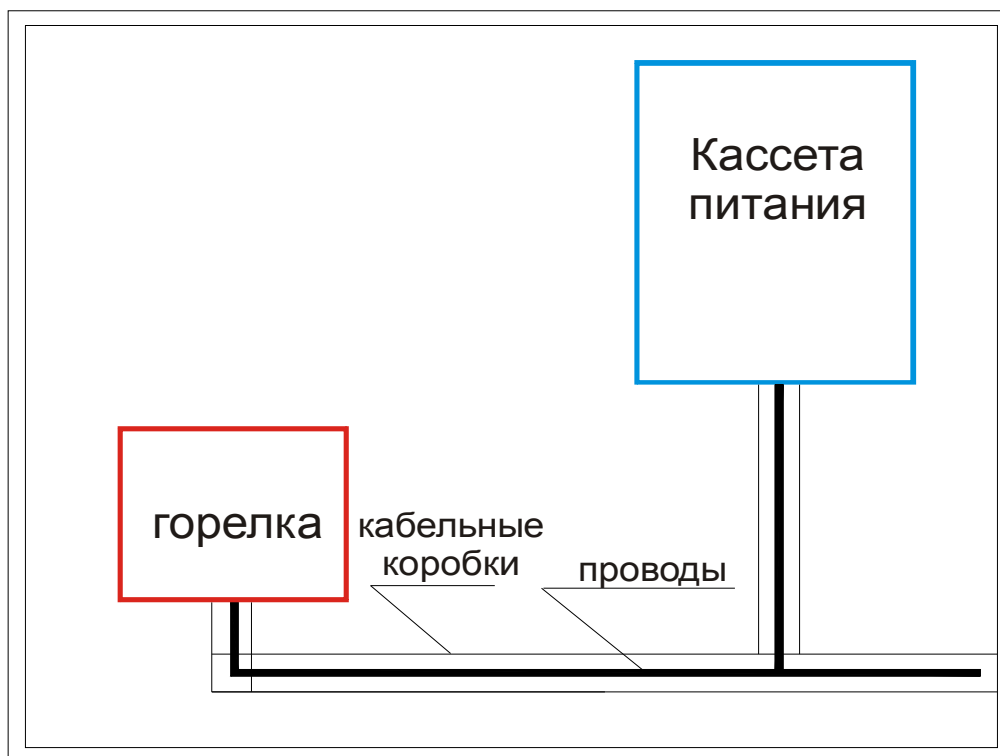 Кассета
питания
горелка
кабельные
коробки
проводы